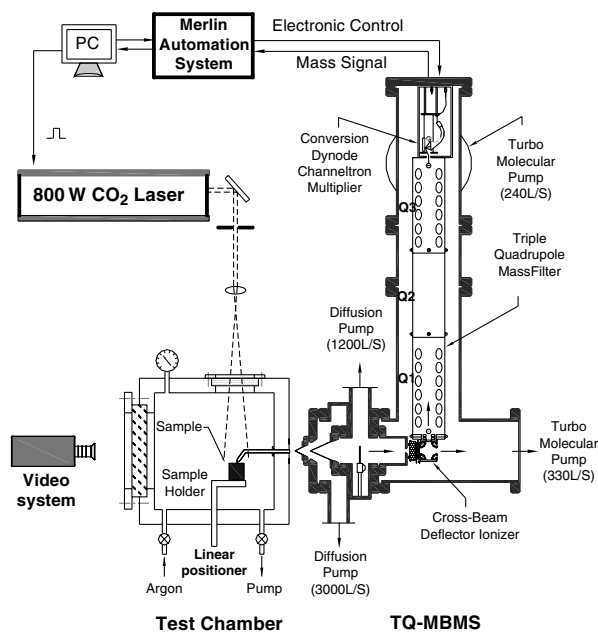 PC
Merlin
Automation
System
Electronic Control
Mass Signal
800 W CO2 Laser
Conversion
Dynode
Channeltron
Multiplier
Turbo
Molecular
Pump
(240L/S)
Q3
Triple
Quadrupole
MassFilter
Q2
Diffusion
Pump
(1200L/S)
Q1
Sample
Sample
Holder
Video
system
Linear
positioner
Argon
Pump
Turbo
Molecular
Pump
(330L/S)
Cross-Beam
Deflector Ionizer
Diffusion
Pump
(3000L/S)
Test Chamber
TQ-MBMS